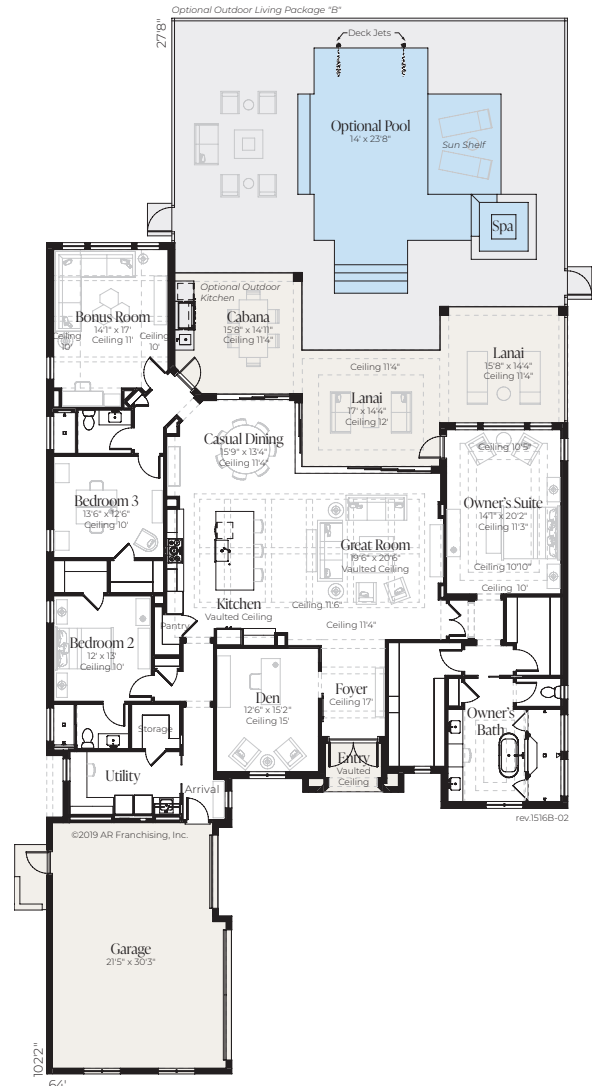 Optional Outdoor Living Package "B"
27'8"
Deck Jets
Optional Pool
14' x 23'8"
Sun Shelf
Spa
Optional Outdoor
Kitchen
Bonus Room
14'1" x 17'
Ceiling 11'
Ceiling
10'
Ceiling
10'
Cabana
15'8" x 14'11"
Ceiling 11'4"
Ceiling 11'4"
Lanai
15'8" x 14'4"
Ceiling 11'4"
Lanai
17' x 14'4"
Ceiling 12'
Casual Dining
15'9" x 13'4"
Ceiling 11'4"
Ceiling 10'5"
Bedroom 3
13'6" x 12'6"
Ceiling 10'
Owner's Suite
14'1" x 20'2"
Ceiling 11'3"
Great Room
19'6" x 20'6"
Vaulted Ceiling
Ceiling 10'10"
Ceiling 10'
Kitchen
Vaulted Ceiling
Ceiling 11'6"
Ceiling 11'4"
Pantry
Bedroom 2
12' x 13'
Ceiling 10'
Den
12'6" x 15'2"
Ceiling 15'
Foyer
Ceiling 17'
Owner's
Bath
Storage
Entry
Vaulted
Ceiling
Utility
Arrival
rev.1516B-02
©2019 AR Franchising, Inc.
Garage
21'5" x 30'3"
102'2"
64'